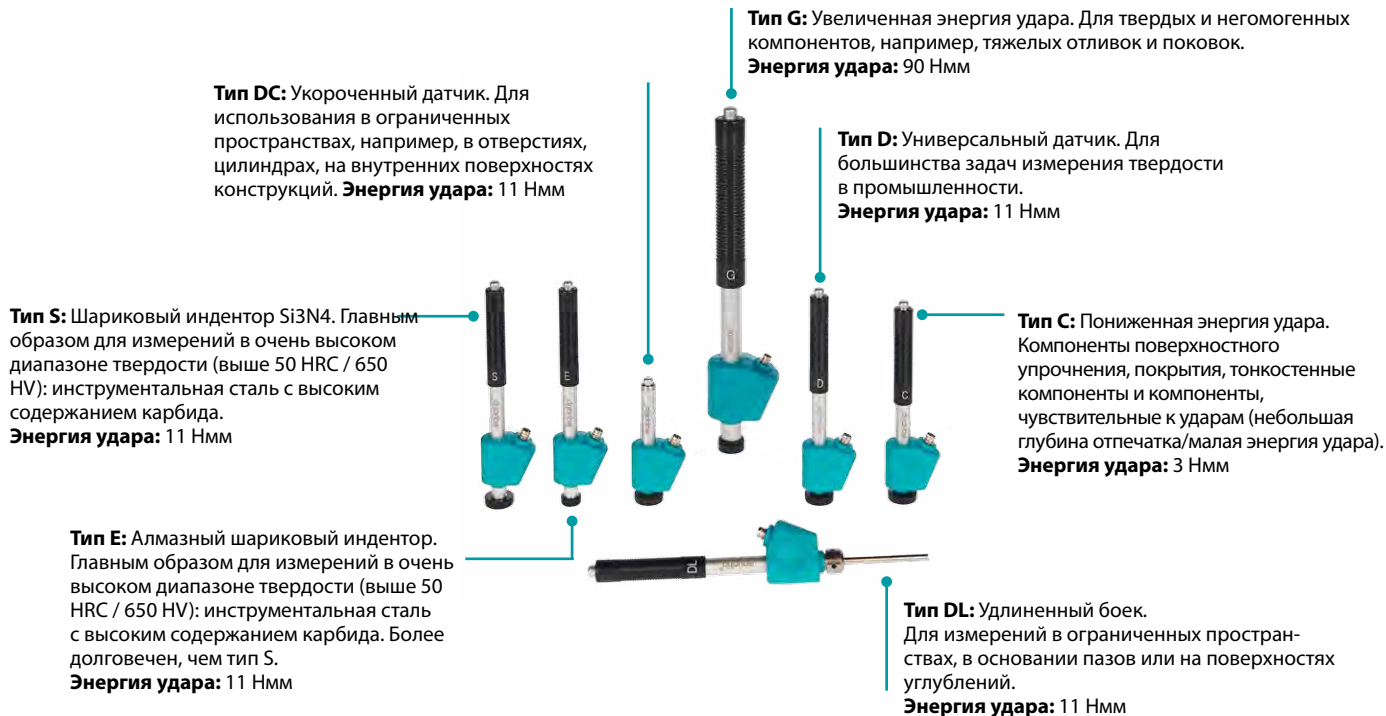 Тип G: Увеличенная энергия удара. Для твердых и негомогенных
компонентов, например, тяжелых отливок и поковок.
Энергия удара: 90 Нмм
Тип DC: Укороченный датчик. Для
использования в ограниченных
пространствах, например, в отверстиях,
цилиндрах, на внутренних поверхностях
конструкций. Энергия удара: 11 Нмм
Тип D: Универсальный датчик. Для
большинства задач измерения твердости
в промышленности.
Энергия удара: 11 Нмм
Тип S: Шариковый индентор Si3N4. Главным
образом для измерений в очень высоком
диапазоне твердости (выше 50 HRC / 650
HV): инструментальная сталь с высоким
содержанием карбида.
Энергия удара: 11 Нмм
Тип C: Пониженная энергия удара.
Компоненты поверхностного
упрочнения, покрытия, тонкостенные
компоненты и компоненты,
чувствительные к ударам (небольшая
глубина отпечатка/малая энергия удара).
Энергия удара: 3 Нмм
Тип E: Алмазный шариковый индентор.
Главным образом для измерений в очень
высоком диапазоне твердости (выше 50
HRC / 650 HV): инструментальная сталь
с высоким содержанием карбида. Более
долговечен, чем тип S.
Энергия удара: 11 Нмм
Тип DL: Удлиненный боек.
Для измерений в ограниченных простран-
ствах, в основании пазов или на поверхностях
углублений.
Энергия удара: 11 Нмм
G
S
E
D
C
DL